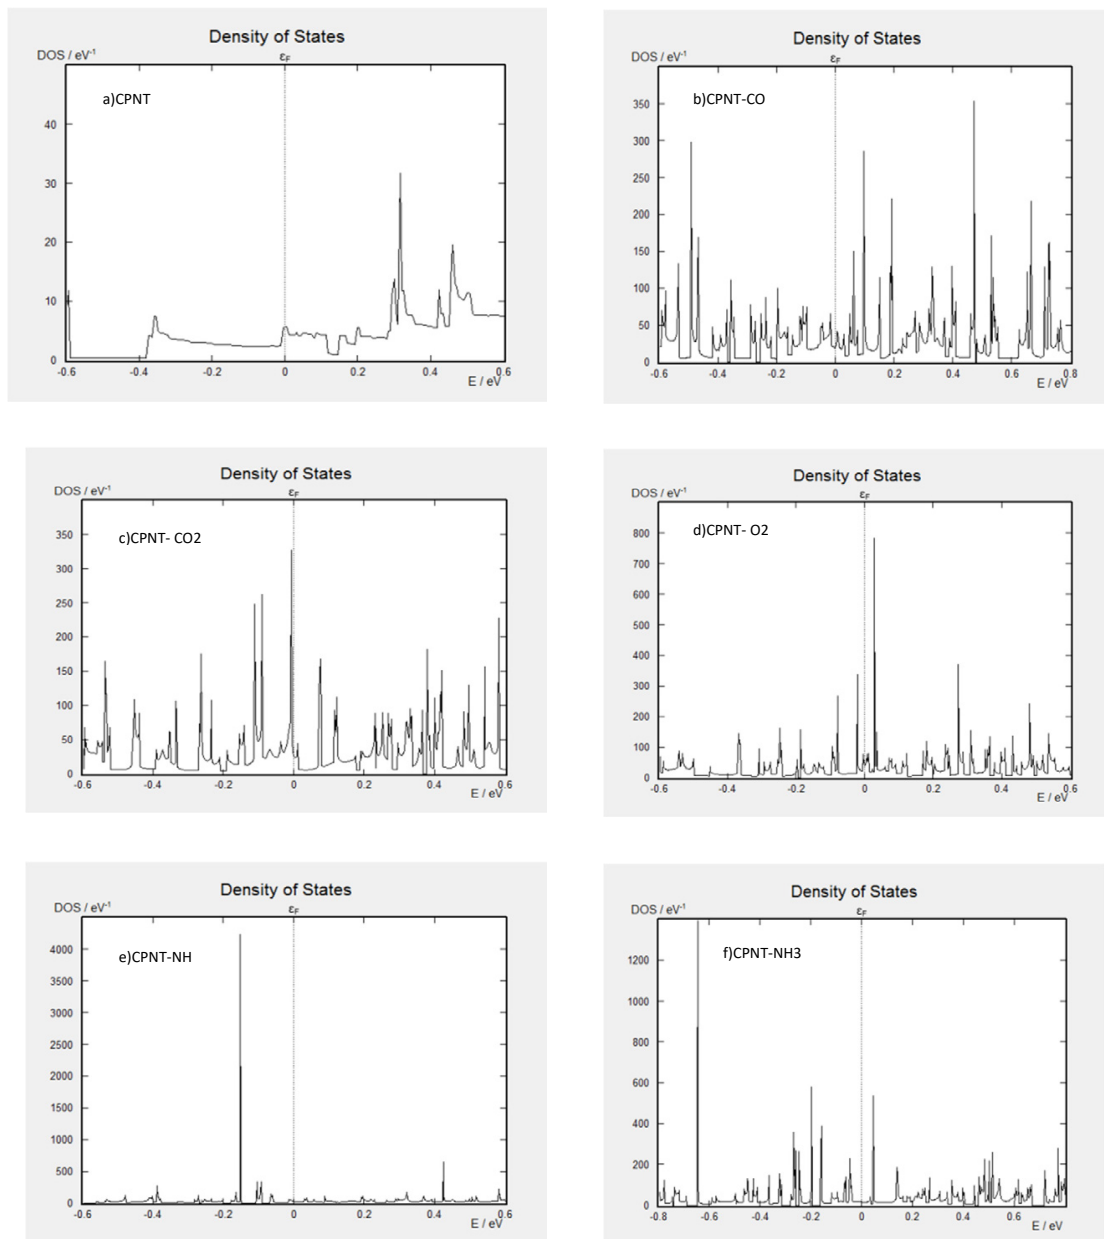 Density of States
DOS / eV-1
εF
a)CPNT
40
30
20
10
0
-0.6 -0.4 -0.2 0 0.2 0.4 0.6
E / eV
Density of States
DOS / eV-1
εF
b)CPNT-CO
350
300
250
200
150
100
50
0
-0.6 -0.4 -0.2 0 0.2 0.4 0.6 0.8
E / eV
Density of States
DOS / eV-1
εF
c)CPNT- CO2
350
300
250
200
150
100
50
0
-0.6 -0.4 -0.2 0 0.2 0.4 0.6
E / eV
Density of States
DOS / eV-1
εF
d)CPNT- O2
800
700
600
500
400
300
200
100
0
-0.6 -0.4 -0.2 0 0.2 0.4 0.6
E / eV
Density of States
DOS / eV-1
εF
e)CPNT-NH
4000
3500
3000
2500
2000
1500
1000
500
0
-0.6 -0.4 -0.2 0 0.2 0.4 0.6
E / eV
Density of States
DOS / eV-1
εF
f)CPNT-NH3
1400
1200
1000
800
600
400
200
0
-0.8 -0.6 -0.4 -0.2 0 0.2 0.4 0.6
E / eV